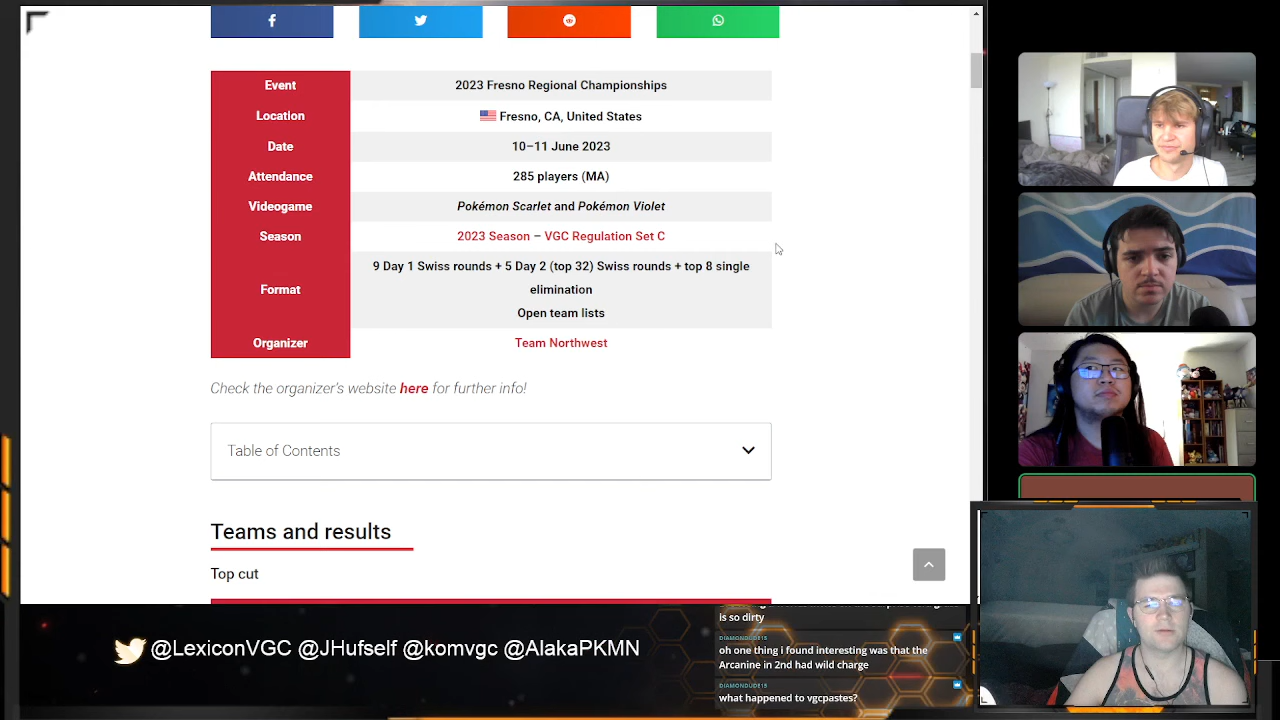 Event 2023 Fresno Regional Championships
Location Fresno, CA, United States
Date 10–11 June 2023
Attendance 285 players (MA)
Videogame Pokémon Scarlet and Pokémon Violet
Season 2023 Season – VGC Regulation Set C
Format 9 Day 1 Swiss rounds + 5 Day 2 (top 32) Swiss rounds + top 8 single
elimination
Open team lists
Organizer Team Northwest
Check the organizer's website here for further info!
Table of Contents
Teams and results
Top cut
@LexiconVGC @JHufself @komvgc @AlakaPKMN
is so dirty
DIAMONDUDE15
oh one thing i found interesting was that the
Arcanine in 2nd had wild charge
DIAMONDUDE15
what happened to vgcpastes?